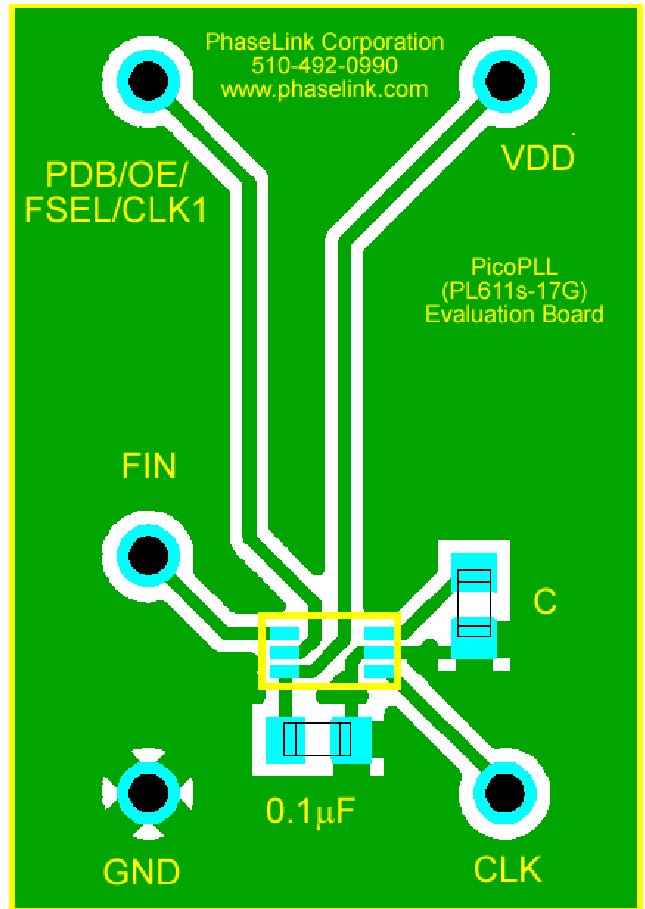 PhaseLink Corporation
510-492-0990
www.phaselink.com
VDD
PDB/OE/
FSEL/CLK1
PicoPLL
(PL611s-17G)
Evaluation Board
FIN
C
0.1µF
GND
CLK